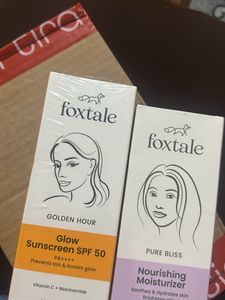 foxtale
GOLDEN HOUR
Glow
Sunscreen SPF 50
PA++++
Prevents tan & boosts glow
Vitamin C + Niacinamide
foxtale
PURE BLISS
Nourishing
Moisturizer
Soothes & Hydrates skin